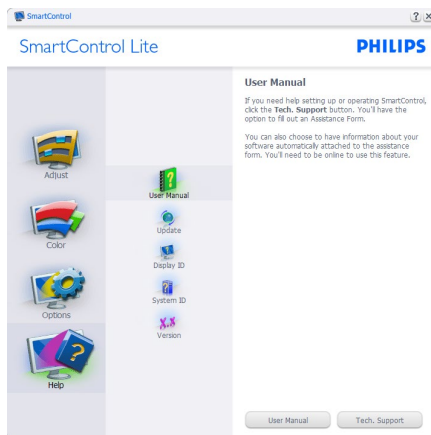 SmartControl
SmartControl Lite
PHILIPS
Adjust
Color
Options
Help
User Manual
Update
Display ID
System ID
X.X
Version
User Manual
If you need help setting up or operating SmartControl,
click the Tech. Support button. You'll have the
option to fill out an Assistance Form.
You can also choose to have information about your
software automatically attached to the assistance
form. You'll need to be online to use this feature.
User Manual
Tech. Support